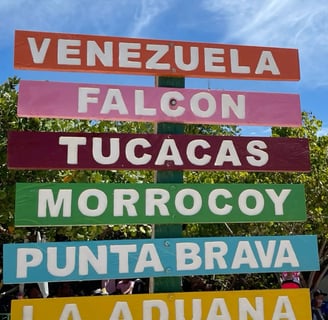 VENEZUELA
FALCON
TUCACAS
MORROCOY
PUNTA BRAVA
LA ADUANA